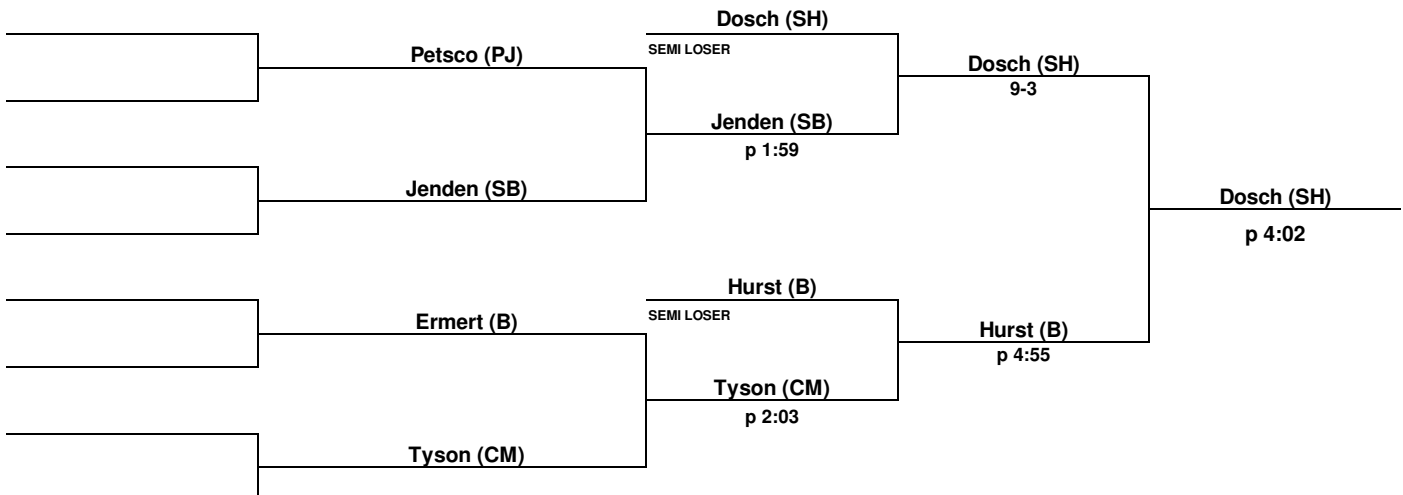 Dosch (SH)
SEMI LOSER
Petsco (PJ)
Dosch (SH)
9-3
Jenden (SB)
p 1:59
Jenden (SB)
Dosch (SH)
p 4:02
Hurst (B)
SEMI LOSER
Ermert (B)
Hurst (B)
p 4:55
Tyson (CM)
p 2:03
Tyson (CM)